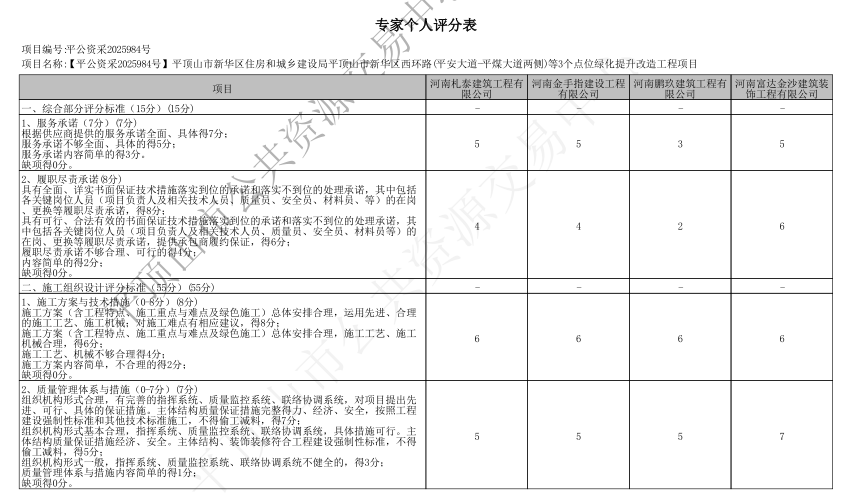 专家个人评分表
项目编号:平公资采2025984号
项目名称:【平公资采2025984号】平顶山市新华区住房和城乡建设局平顶山市新华区西环路(平安大道-平煤大道两侧)等3个点位绿化提升改造工程项目
项目
河南札泰建筑工程有
限公司
河南金手指建设工程
有限公司
河南鹏玖建筑工程有
限公司
河南富达金沙建筑装
饰工程有限公司
一、综合部分评分标准（15分）(15分)
- - - -
1、服务承诺（7分）(7分)
根据供应商提供的服务承诺全面、具体得7分;
服务承诺不够全面、具体的得5分;
服务承诺内容简单的得3分。
缺项得0分。
5 5 3 5
2、履职尽责承诺(8分)
具有全面、详实书面保证技术措施落实到位的承诺和落实不到位的处理承诺，其中包括
各关键岗位人员（项目负责人及相关技术人员、质量员、安全员、材料员、等）的在岗
、更换等履职尽责承诺，得8分;
具有可行、合法有效的书面保证技术措施落实到位的承诺和落实不到位的处理承诺，其
中包括各关键岗位人员（项目负责人及相关技术人员、质量员、安全员、材料员等）的
在岗、更换等履职尽责承诺，提供承包商履约保证，得6分;
履职尽责承诺不够合理、可行的得4分;
内容简单的得2分;
缺项得0分。
4 4 2 6
二、施工组织设计评分标准（55分）(55分)
- - - -
1、施工方案与技术措施（0-8分）(8分)
施工方案（含工程特点、施工重点与难点及绿色施工）总体安排合理，运用先进、合理
的施工工艺、施工机械; 对施工难点有相应建议，得8分;
施工方案（含工程特点、施工重点与难点及绿色施工）总体安排合理，施工工艺、施工
机械合理，得6分;
施工工艺、机械不够合理得4分;
施工方案内容简单，不合理的得2分;
缺项得0分。
6 6 6 6
2、质量管理体系与措施（0-7分）(7分)
组织机构形式合理，有完善的指挥系统、质量监控系统、联络协调系统，对项目提出先
进、可行、具体的保证措施。主体结构质量保证措施完整得力、经济、安全，按照工程
建设强制性标准和其他技术标准施工，不得偷工减料，得7分;
组织机构形式基本合理，指挥系统、质量监控系统、联络协调系统，具体措施可行。主
体结构质量保证措施经济、安全。主体结构、装饰装修符合工程建设强制性标准，不得
偷工减料，得5分;
组织机构形式一般，指挥系统、质量监控系统、联络协调系统不健全的，得3分;
质量管理体系与措施内容简单的得1分;
缺项得0分。
5 5 5 7
平顶山市公共资源交易中
平顶山市公共资源交易中